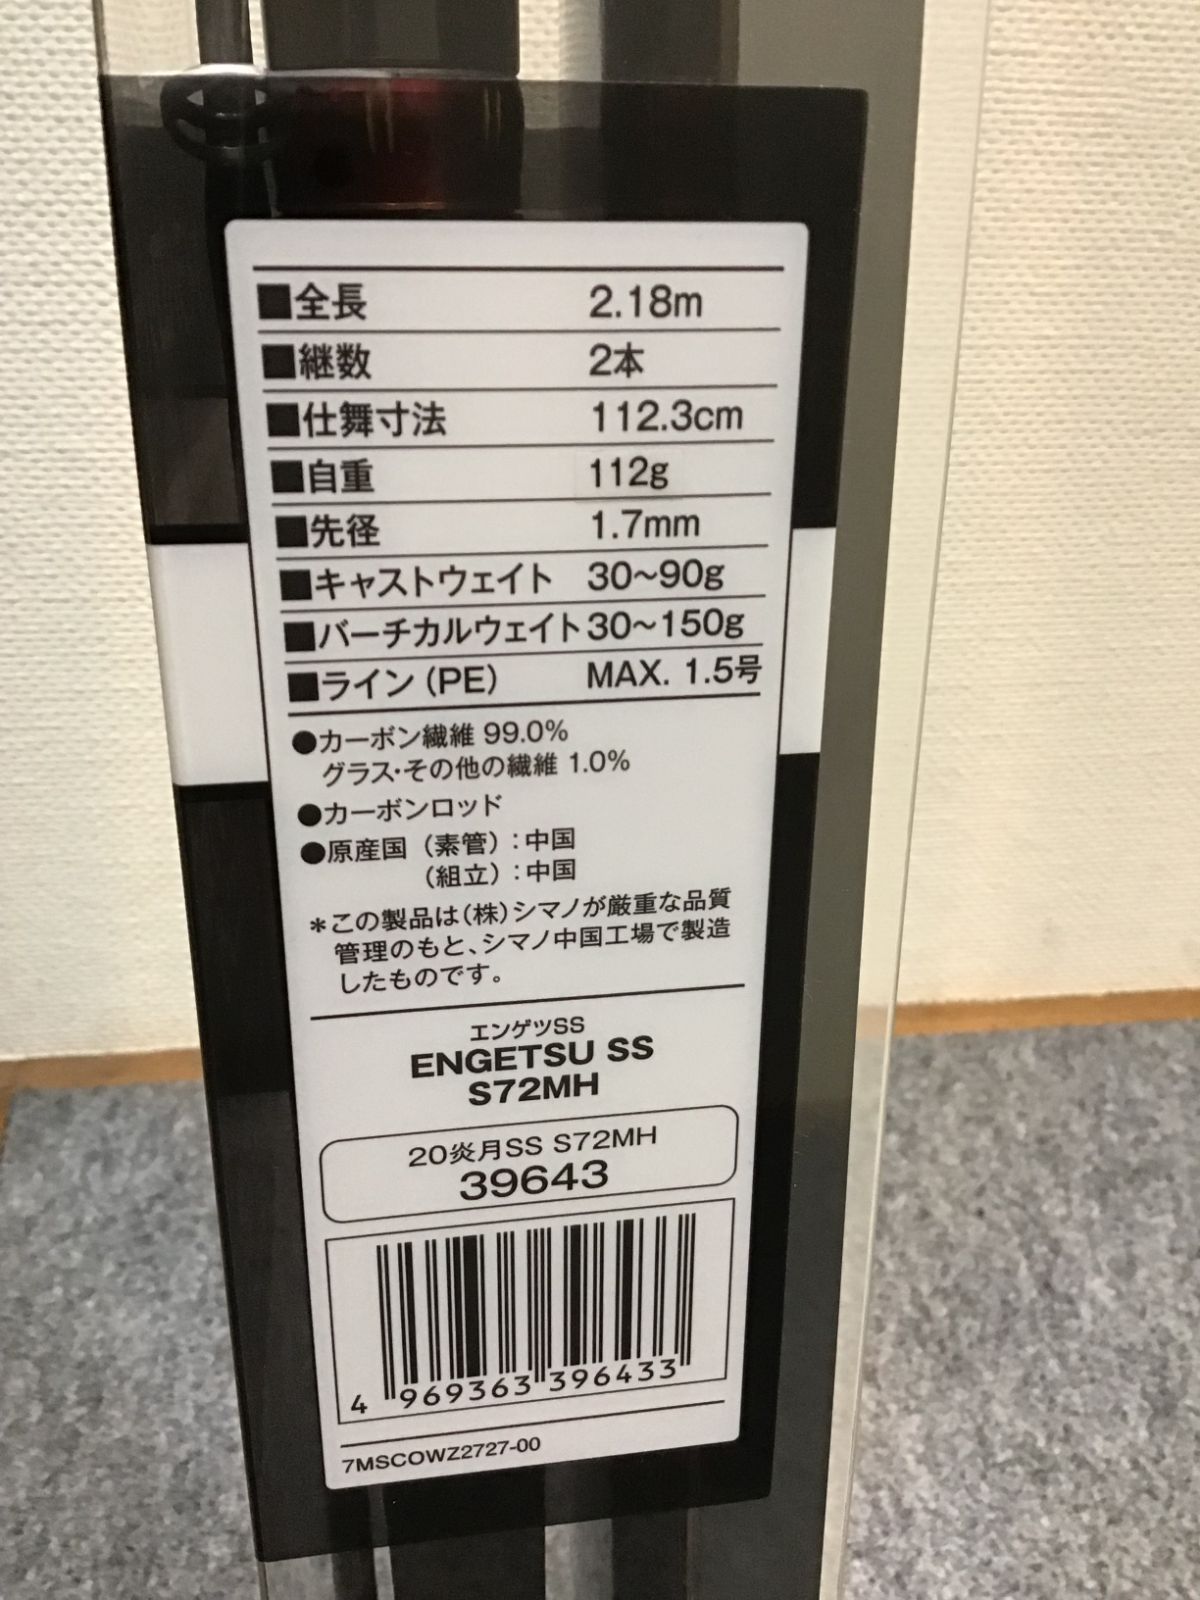 ■全長 2.18m
■継数 2本
■仕舞寸法 112.3cm
■自重 112g
■先径 1.7mm
■キャストウェイト 30~90g
■バーチカルウェイト 30~150g
■ライン(PE) MAX. 1.5号
●カーボン繊維 99.0%
グラス・その他の繊維 1.0%
●カーボンロッド
●原産国(素管):中国
(組立):中国
*この製品は(株)シマノが厳重な品質
管理のもと、シマノ中国工場で製造
したものです。
エンゲツSS
ENGETSU SS
S72MH
20炎月SS S72MH
39643
4 969363 396433
7MSCOWZ2727-00